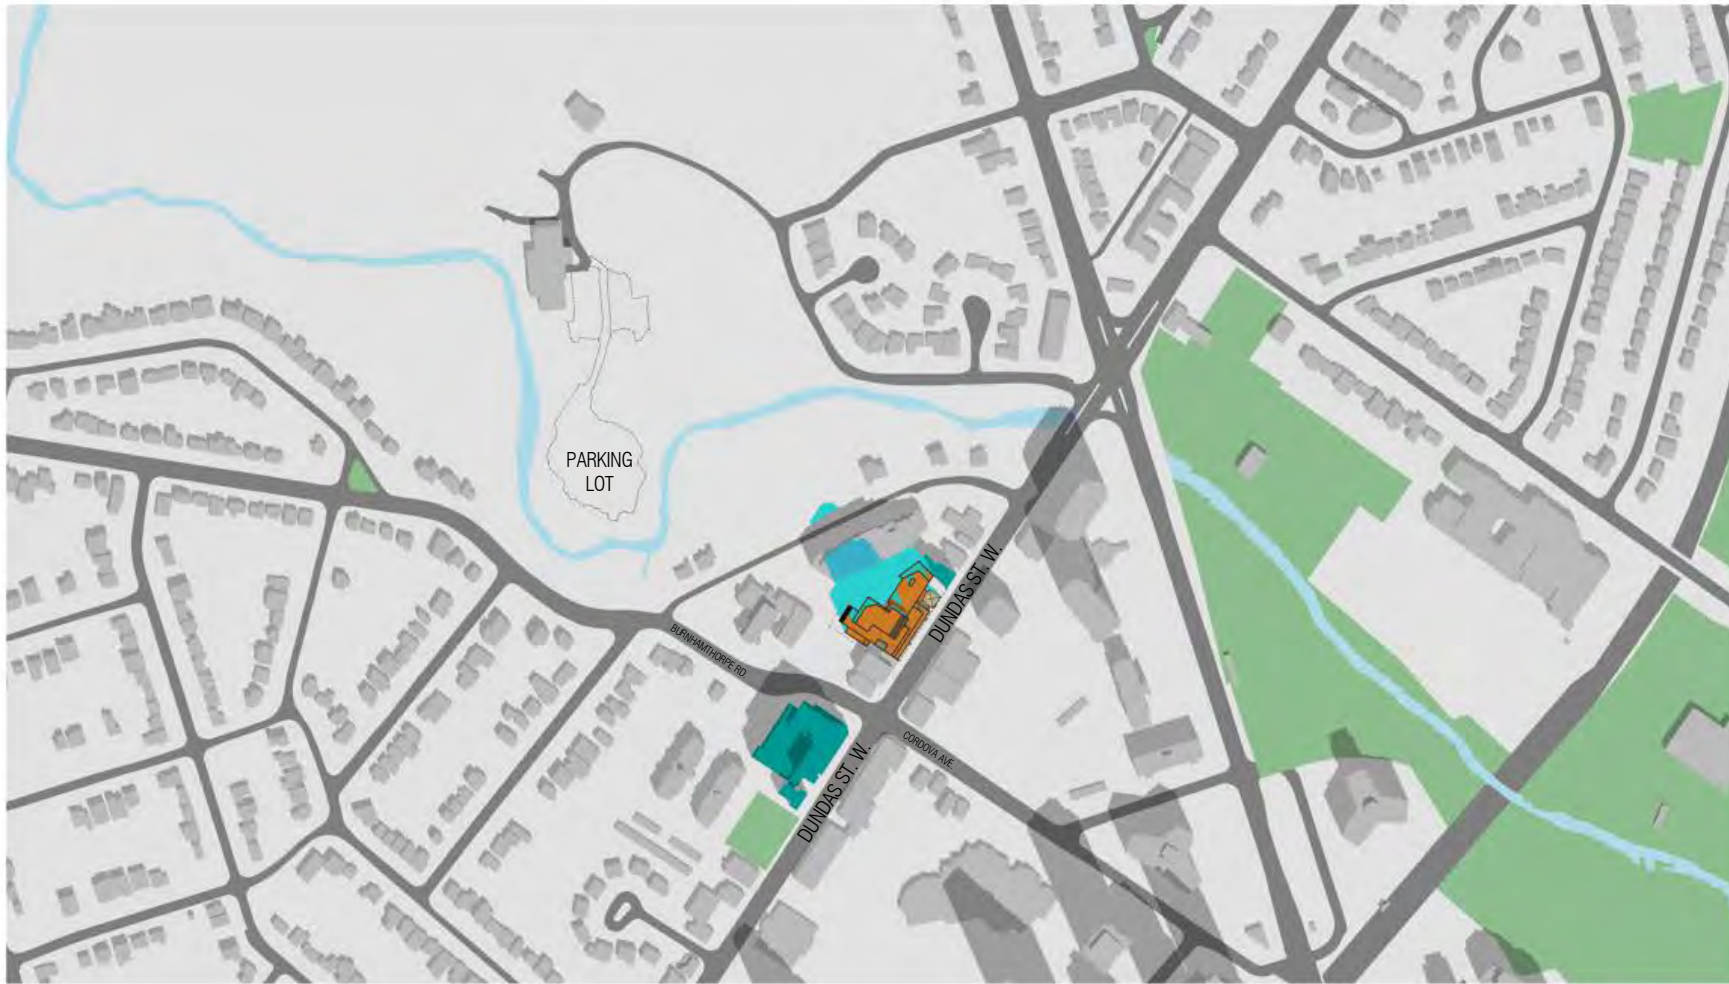 PARKING
LOT
DUNDAS ST. W.
BURNHAMTHORPE RD
CORDOVA AVE
DUNDAS ST. W.